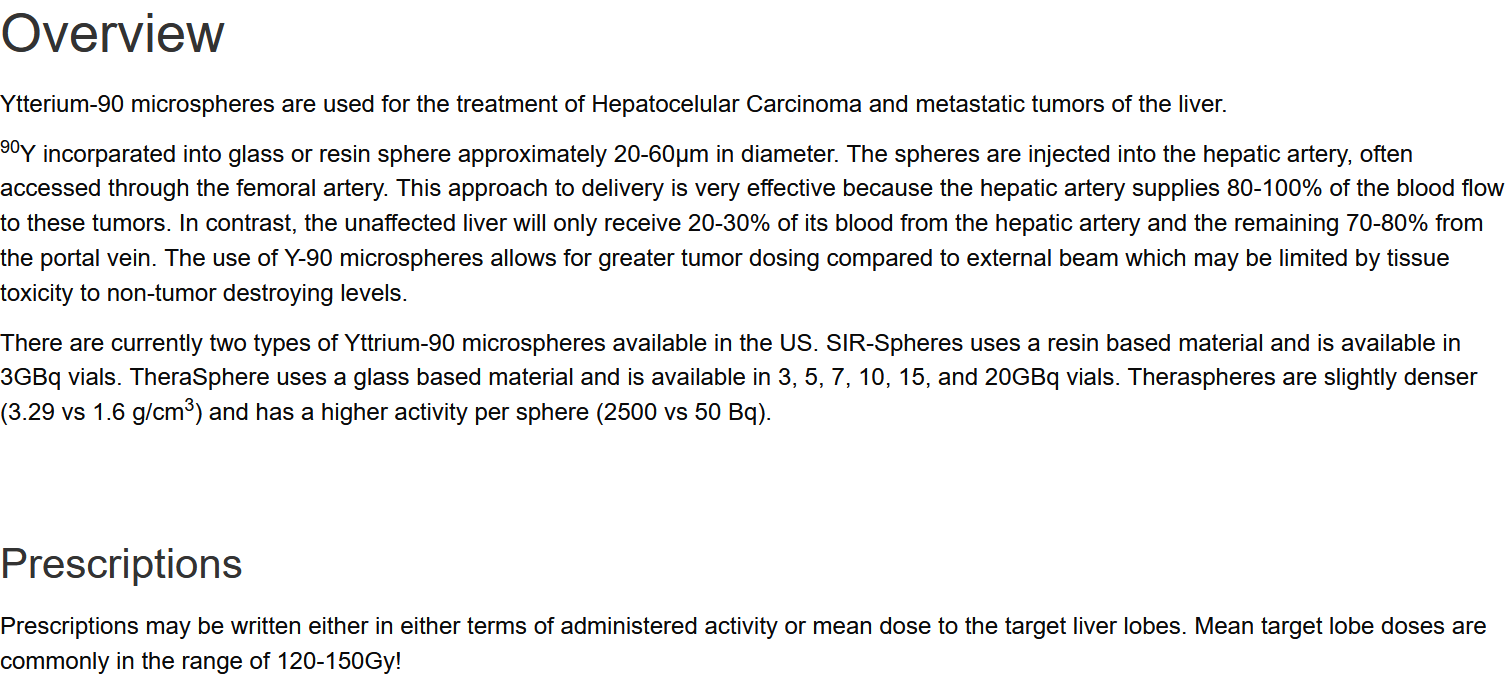 Overview
Ytterium-90 microspheres are used for the treatment of Hepatocelular Carcinoma and metastatic tumors of the liver.
⁹⁰Y incorparated into glass or resin sphere approximately 20-60μm in diameter. The spheres are injected into the hepatic artery, often
accessed through the femoral artery. This approach to delivery is very effective because the hepatic artery supplies 80-100% of the blood flow
to these tumors. In contrast, the unaffected liver will only receive 20-30% of its blood from the hepatic artery and the remaining 70-80% from
the portal vein. The use of Y-90 microspheres allows for greater tumor dosing compared to external beam which may be limited by tissue
toxicity to non-tumor destroying levels.
There are currently two types of Yttrium-90 microspheres available in the US. SIR-Spheres uses a resin based material and is available in
3GBq vials. TheraSphere uses a glass based material and is available in 3, 5, 7, 10, 15, and 20GBq vials. Theraspheres are slightly denser
(3.29 vs 1.6 g/cm³) and has a higher activity per sphere (2500 vs 50 Bq).
Prescriptions
Prescriptions may be written either in either terms of administered activity or mean dose to the target liver lobes. Mean target lobe doses are
commonly in the range of 120-150Gy!